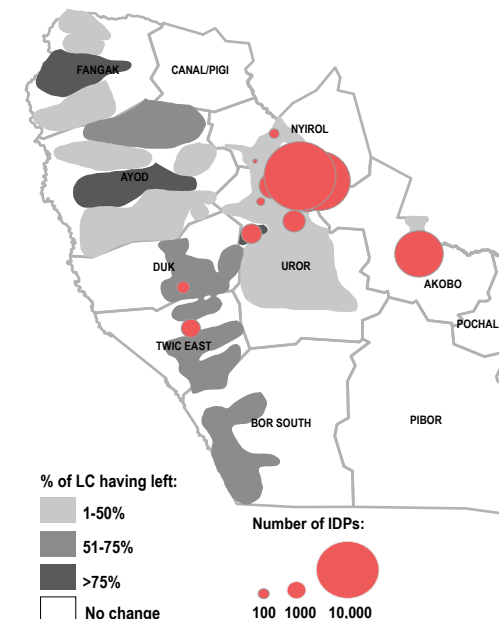 FANGAK
CANAL/PIGI
NYIROL
AYOD
DUK
UROR
AKOBO
POCHAL
TWIC EAST
BOR SOUTH
PIBOR
% of LC having left:
1-50%
51-75%
>75%
No change
Number of IDPs:
100 1000 10,000